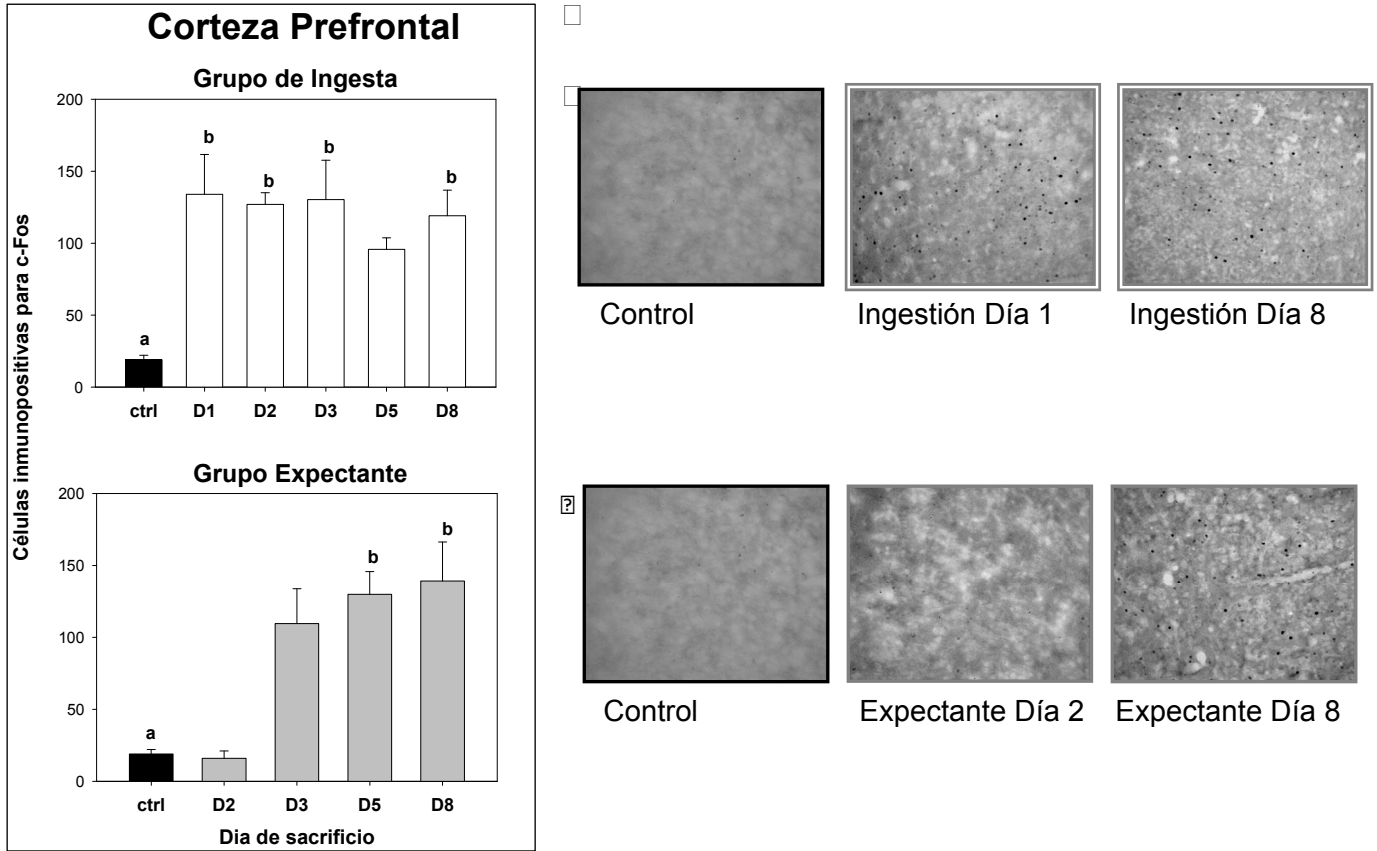 Corteza Prefrontal
Grupo de Ingesta
Células inmunopositivas para c-Fos
200
150
100
50
0
a
b
b
b
b
ctrl D1 D2 D3 D5 D8
Grupo Expectante
200
150
100
50
0
a
b
b
ctrl D2 D3 D5 D8
Dia de sacrificio
Control Ingestión Día 1 Ingestión Día 8
?
Control Expectante Día 2 Expectante Día 8